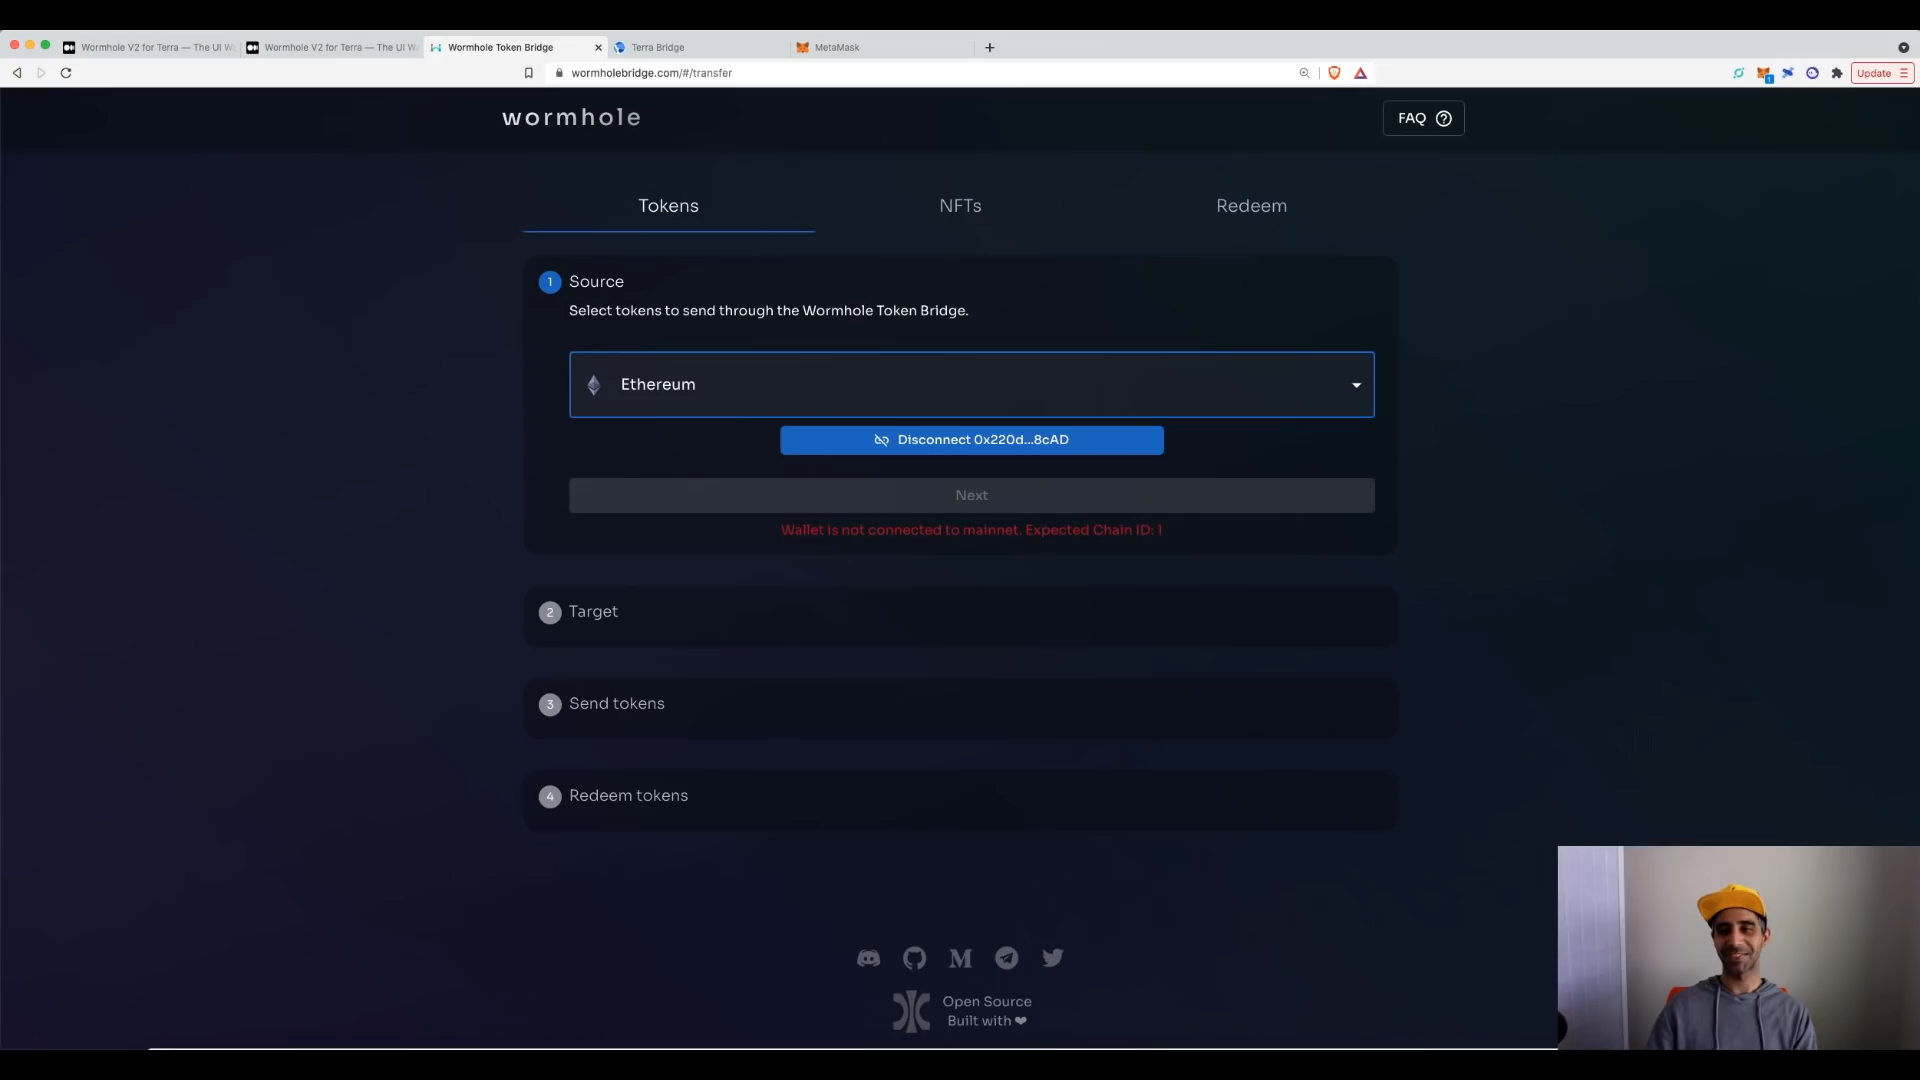 Wormhole V2 for Terra — The UI W
Wormhole V2 for Terra — The UI W
Wormhole Token Bridge
Terra Bridge
MetaMask
wormholebridge.com/#/transfer
1
Update
wormhole
FAQ
Tokens
NFTs
Redeem
1 Source
Select tokens to send through the Wormhole Token Bridge.
Ethereum
Disconnect 0x220d...8cAD
Next
Wallet is not connected to mainnet. Expected Chain ID: 1
2 Target
3 Send tokens
4 Redeem tokens
Open Source
Built with ❤